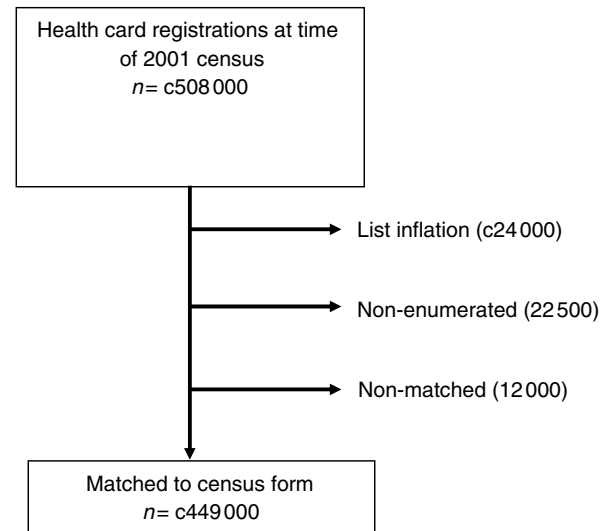 Health card registrations at time
of 2001 census
n= c508 000
List inflation (c24 000)
Non-enumerated (22 500)
Non-matched (12 000)
Matched to census form
n= c449 000